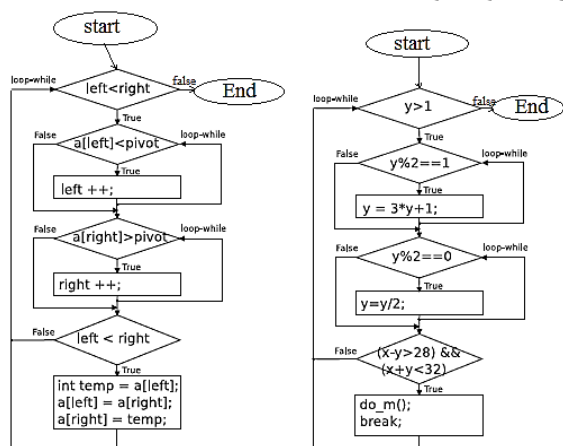 start
loop-while
left<right
false
End
True
False
a[left]<pivot
loop-while
True
left ++;
False
a[right]>pivot
loop-while
True
right ++;
False
left < right
True
int temp = a[left];
a[left] = a[right];
a[right] = temp;
start
loop-while
y>1
false
End
True
False
y%2==1
loop-while
True
y = 3*y+1;
loop-while
y%2==0
True
y=y/2;
False
(x-y>28) &&
(x+y<32)
True
do_m();
break;